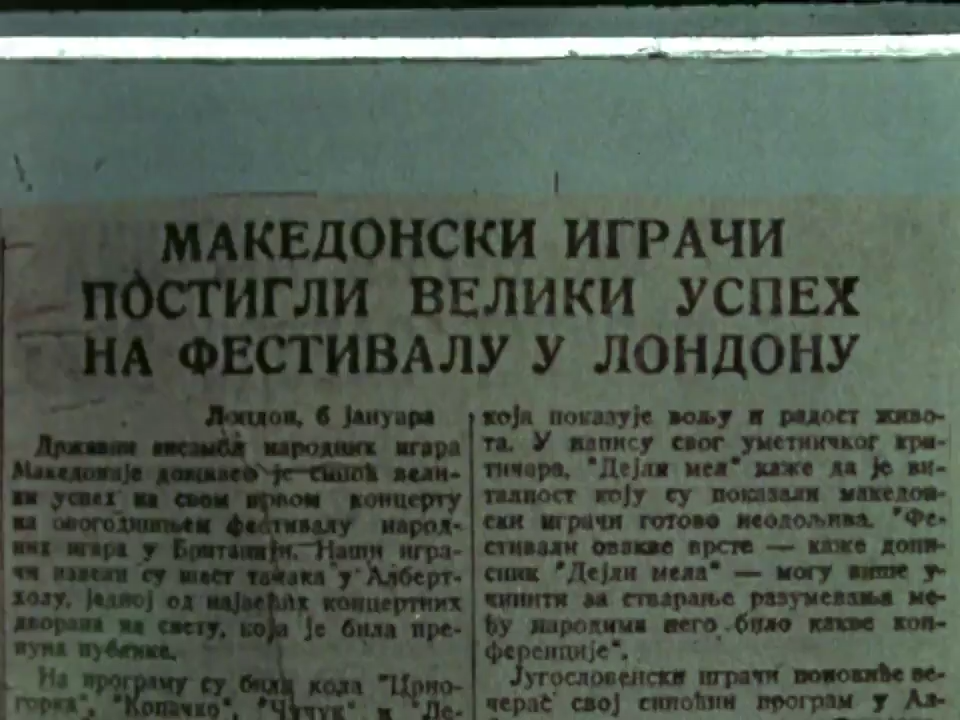 МАКЕДОНСКИ ИГРАЧИ
ПОСТИГЛИ ВЕЛИКИ УСПЕХ
НА ФЕСТИВАЛУ У ЛОНДОНУ
Лондон, 6 јануара
Државни ансамбл народних игара
Македоније доживео је синоћ вели-
ки успех на свом првом концерту
на овогодишњем фестивалу народ-
них игара у Британији. Наши игра-
чи извели су шест тачака у Алберт-
холу, једној од највећих концертних
дворана на свету, која је била пре-
пуна публике.
На програму су била кола "Црно-
горка", "Копачко", "Чучук" и "Ле-
која показује вољу и радост живо-
та. У напису свог уметничког кри-
тичара, "Дејли мел" каже да је ви-
талност коју су показали македон-
ски играчи готово неодољива. "Фе-
стивали овакве врсте — каже допи-
сник "Дејли мела" — могу више у-
чинити за стварање разумевања ме-
ђу народима него било какве кон-
ференције".
Југословенски играчи поновиће ве-
черас свој синоћни програм у Ал-